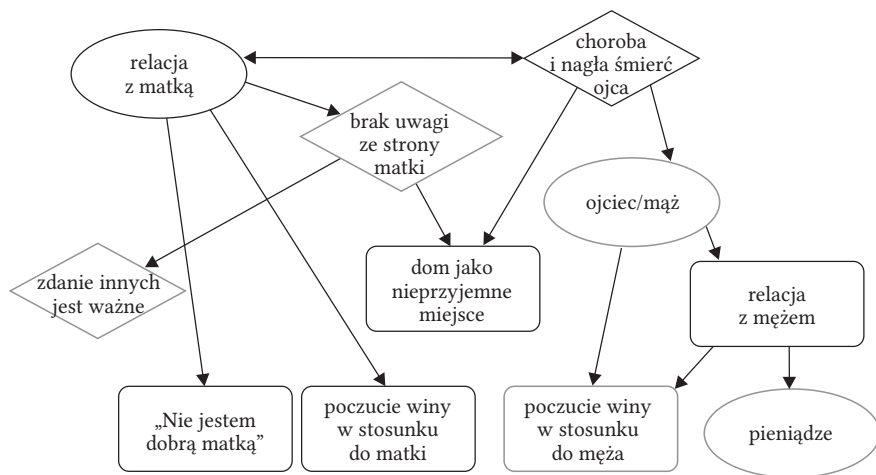 relacja
z matką
choroba
i nagła śmierć
ojca
brak uwagi
ze strony
matki
ojciec/mąż
zdanie innych
jest ważne
dom jako
nieprzyjemne
miejsce
relacja
z mężem
„Nie jestem
dobrą matką”
poczucie winy
w stosunku
do matki
poczucie winy
w stosunku
do męża
pieniądze